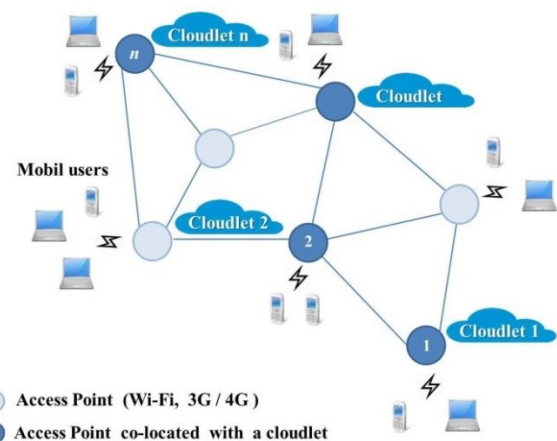 Cloudlet n
n
Cloudlet
Mobil users
Cloudlet 2
2
Cloudlet 1
1
Access Point (Wi-Fi, 3G / 4G )
Access Point co-located with a cloudlet